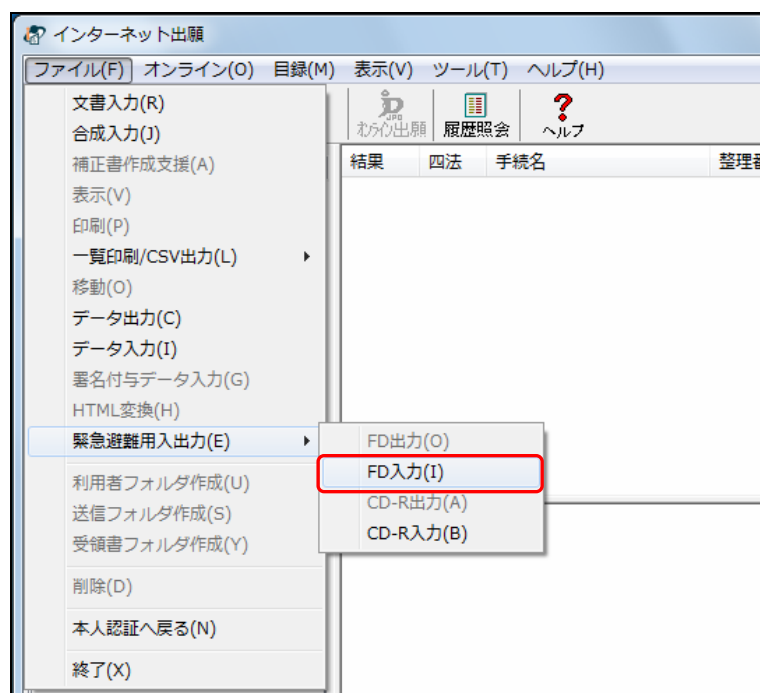 インターネット出願
ファイル(F) オンライン(O) 目録(M) 表示(V) ツール(T) ヘルプ(H)
文書入力(R)
合成入力(J)
補正書作成支援(A)
表示(V)
印刷(P)
一覧印刷/CSV出力(L)
移動(O)
データ出力(C)
データ入力(I)
署名付与データ入力(G)
HTML変換(H)
緊急避難用入出力(E)
利用者フォルダ作成(U)
送信フォルダ作成(S)
受領書フォルダ作成(Y)
削除(D)
本人認証へ戻る(N)
終了(X)
FD出力(O)
FD入力(I)
CD-R出力(A)
CD-R入力(B)
オンライン出願 履歴照会 ヘルプ
結果 四法 手続名 整理